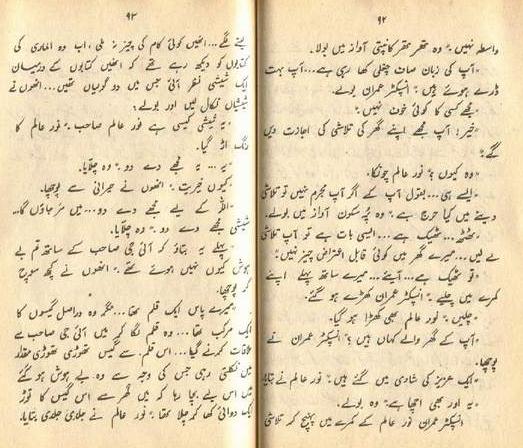 ۹۲
واسطہ نہیں۔" وہ تھر تھر کانپتی آواز میں بولا۔
"آپ کی زبان صاف چغلی کھا رہی ہے... آپ بہت
ڈرے ہوئے ہیں۔" انسپکٹر عمران بولے۔
"مجھے کسی کا کوئی خوف نہیں۔"
"خیر! آپ مجھے اپنے گھر کی تلاشی کی اجازت دیں
گے۔"
"وہ کیوں؟" نور عالم چونکا۔
"ایسے ہی... بقول آپ کے اگر آپ مجرم نہیں تو تلاشی
دینے میں کیا حرج ہے۔" وہ پُر سکون آواز میں بولے۔
"ٹھیک ہے... ایسی بات ہے تو آپ تلاشی
لے لیں... میرے گھر میں کوئی قابل اعتراض چیز نہیں۔"
"تو ٹھیک ہے... آیئے... میرے ساتھ پہلے اپنے
کمرے میں چلیے۔" انسپکٹر عمران کھڑے ہو گئے۔
"چلیں۔" نور عالم بھی کھڑا ہو گیا۔
"آپ کے گھر والے کہاں ہیں؟" انسپکٹر عمران نے
پوچھا۔
"ایک عزیز کی شادی میں گئے ہیں۔" نور عالم نے بتایا
"یہ اور بھی اچھا ہے۔" وہ بولے۔
انسپکٹر عمران نور عالم کے کمرے میں پہنچ کر تلاشی
۹۳
لینے لگے... انھیں کوئی کام کی چیز نہ ملی، اب وہ الماری کی
کتابوں کو دیکھ رہے تھے کہ انھیں کتابوں کے درمیان
ایک شیشی نظر آئی جس میں دو گولیاں تھیں... انھوں نے
شیشی نکال لیں اور بولے:
"یہ شیشی کیسی ہے نور عالم صاحب۔" نور عالم کا
رنگ اڑ گیا۔
"یہ... یہ مجھے دے دو۔" وہ چلّایا۔
"کیوں خیریت۔" انھوں نے حیرانی سے پوچھا۔
"اللہ کے لیے مجھے دے دو... میں مر جاؤں گا...
شیشی مجھے دے دو۔" وہ چلّایا۔
"پہلے یہ بتاؤ کہ آئی جی صاحب کے ساتھ تم بے
ہوش کیوں نہیں ہوئے تھے۔" انھوں نے کچھ سوچ
کر پوچھا۔
"میرے پاس ایک قلم تھا... مگر وہ دراصل گیسوں کا
ایک مرکب تھا... وہ قلم لگا کر میں آئی جی صاحب سے
ملاقات کرنے گیا... اس قلم سے گیس تھوڑی تھوڑی مقدار
میں نکلتی رہی جس کی وجہ سے وہ بے ہوش ہو گئے
میں اس لیے بچا رہا کہ میں گھر سے اس گیس کا توڑ
ایک دوائی کھا کر چلا تھا۔" نور عالم نے جلدی جلدی بتایا۔